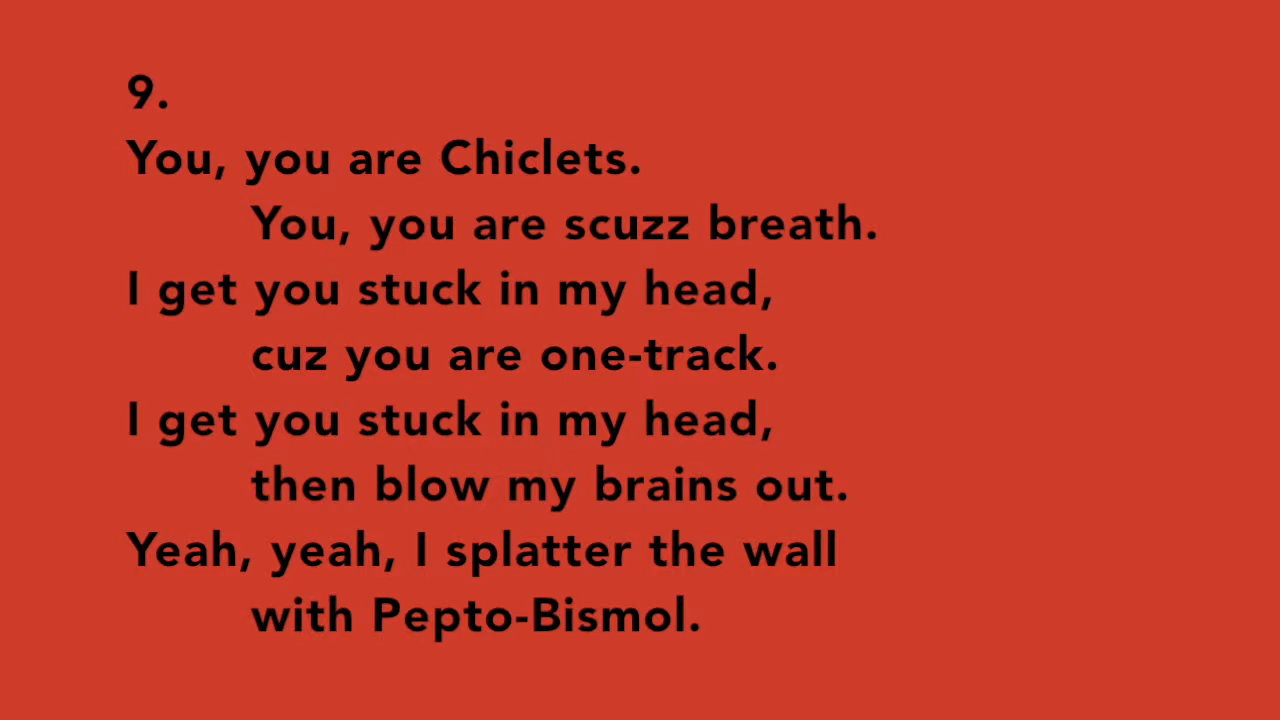 9.
You, you are Chiclets.
You, you are scuzz breath.
I get you stuck in my head,
cuz you are one-track.
I get you stuck in my head,
then blow my brains out.
Yeah, yeah, I splatter the wall
with Pepto-Bismol.